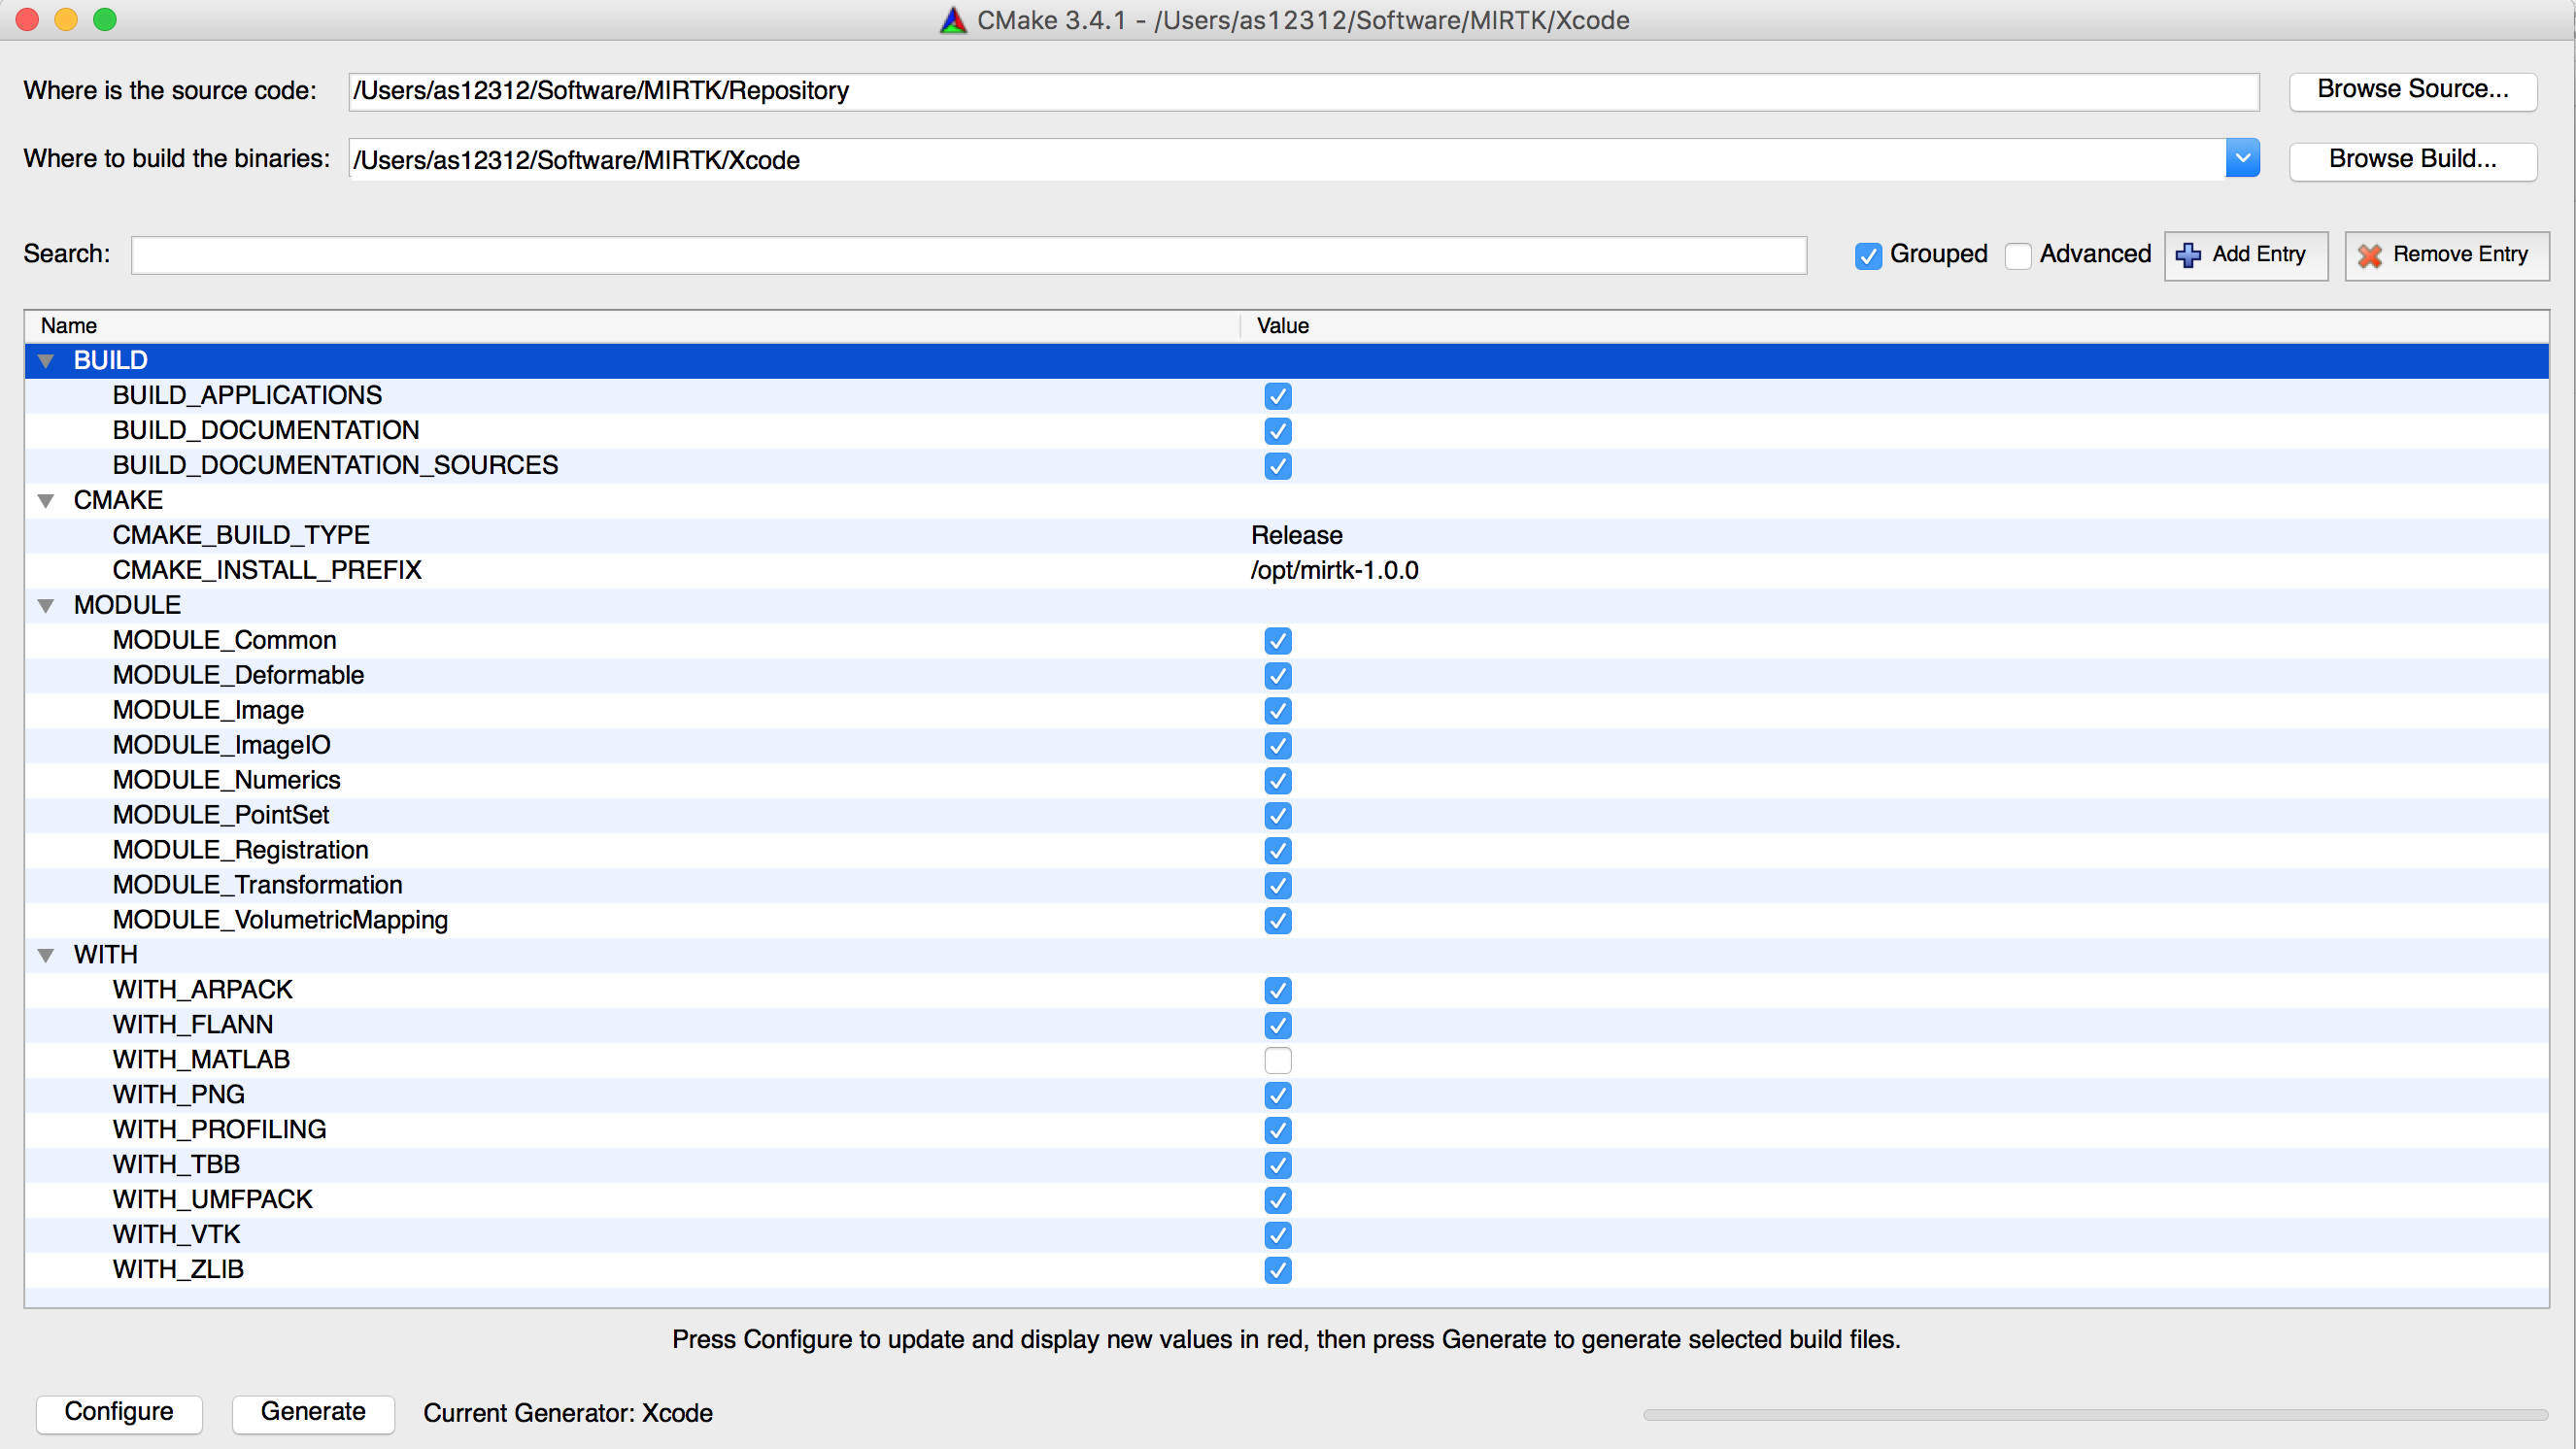 CMake 3.4.1 - /Users/as12312/Software/MIRTK/Xcode
Where is the source code: /Users/as12312/Software/MIRTK/Repository Browse Source...
Where to build the binaries: /Users/as12312/Software/MIRTK/Xcode Browse Build...
Search: Grouped Advanced Add Entry Remove Entry
Name Value
BUILD
BUILD_APPLICATIONS
BUILD_DOCUMENTATION
BUILD_DOCUMENTATION_SOURCES
CMAKE
CMAKE_BUILD_TYPE Release
CMAKE_INSTALL_PREFIX /opt/mirtk-1.0.0
MODULE
MODULE_Common
MODULE_Deformable
MODULE_Image
MODULE_ImageIO
MODULE_Numerics
MODULE_PointSet
MODULE_Registration
MODULE_Transformation
MODULE_VolumetricMapping
WITH
WITH_ARPACK
WITH_FLANN
WITH_MATLAB
WITH_PNG
WITH_PROFILING
WITH_TBB
WITH_UMFPACK
WITH_VTK
WITH_ZLIB
Press Configure to update and display new values in red, then press Generate to generate selected build files.
Configure Generate Current Generator: Xcode